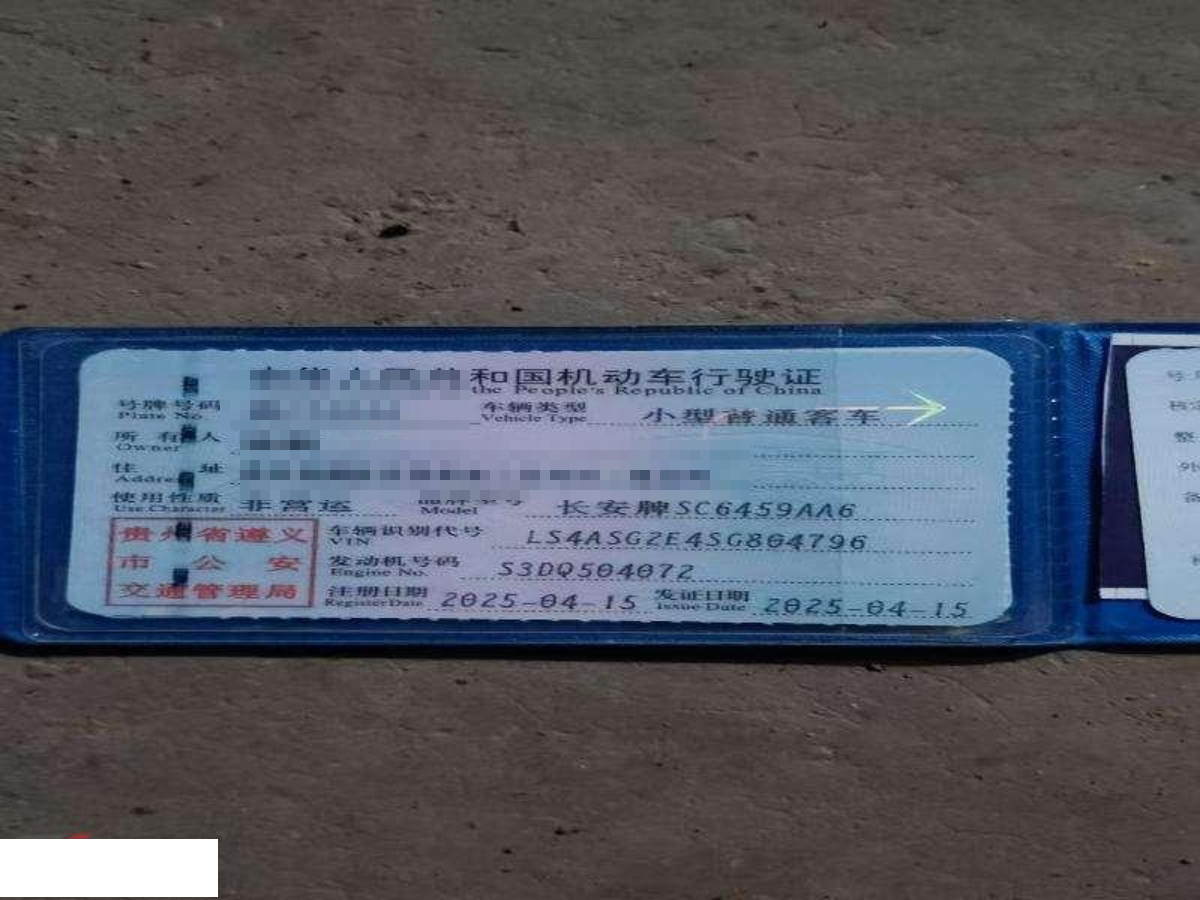 和国机动车行驶证
the People's Republic of China
号牌号码
Plate No.
车辆类型 小型普通客车
Vehicle Type
所有人
Owner
住址
Address
使用性质 非营运
Use Character
品牌型号 长安牌SC6459AA6
Model
贵州省遵义
市公安
交通管理局
车辆识别代号 LS4ASG2E4SG804796
VIN
发动机号码 S3DQ504072
Engine No.
注册日期 2025-04-15
Register Date
发证日期 2025-04-15
Issue Date